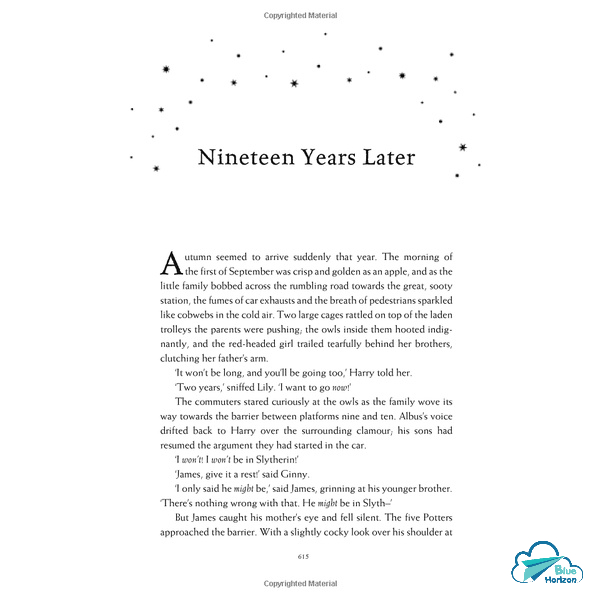 Copyrighted Material
Nineteen Years Later
Autumn seemed to arrive suddenly that year. The morning of
the first of September was crisp and golden as an apple, and as the
little family bobbed across the rumbling road towards the great, sooty
station, the fumes of car exhausts and the breath of pedestrians sparkled
like cobwebs in the cold air. Two large cages rattled on top of the laden
trolleys the parents were pushing; the owls inside them hooted indig-
nantly, and the red-headed girl trailed tearfully behind her brothers,
clutching her father's arm.
'It won't be long, and you'll be going too,' Harry told her.
'Two years,' sniffed Lily. 'I want to go now!'
The commuters stared curiously at the owls as the family wove its
way towards the barrier between platforms nine and ten. Albus's voice
drifted back to Harry over the surrounding clamour; his sons had
resumed the argument they had started in the car.
'I won't! I won't be in Slytherin!'
'James, give it a rest!' said Ginny.
'I only said he might be,' said James, grinning at his younger brother.
'There's nothing wrong with that. He might be in Slyth–'
But James caught his mother's eye and fell silent. The five Potters
approached the barrier. With a slightly cocky look over his shoulder at
615
Copyrighted Material
Blue
Horizon